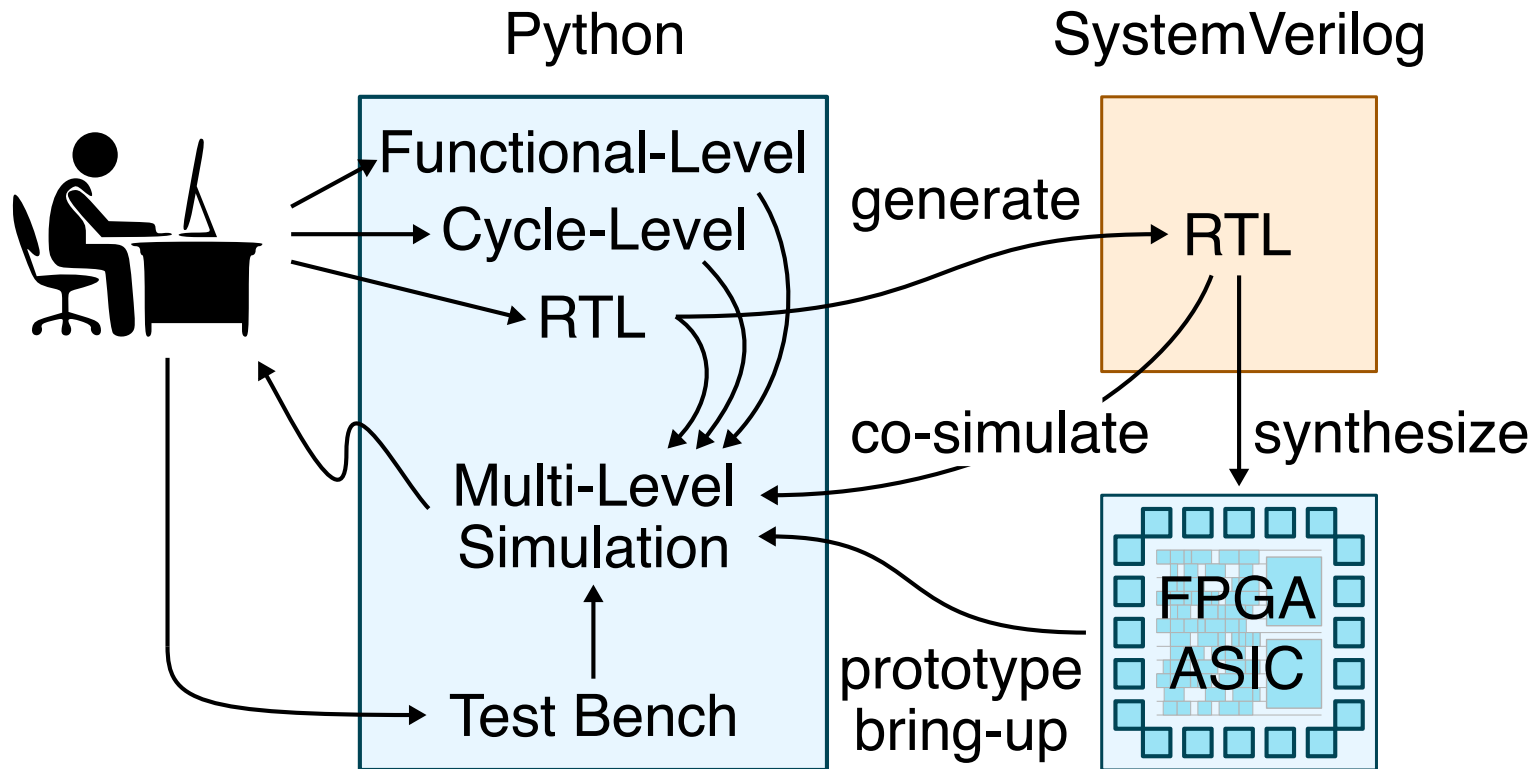 Python
SystemVerilog
Functional-Level
Cycle-Level
RTL
generate
RTL
co-simulate
synthesize
Multi-Level
Simulation
FPGA
ASIC
prototype
bring-up
Test Bench